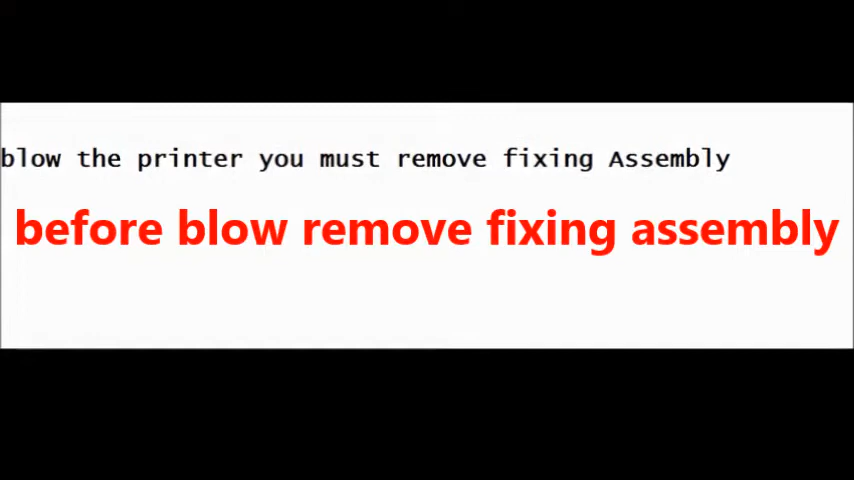 blow the printer you must remove fixing Assembly
before blow remove fixing assembly